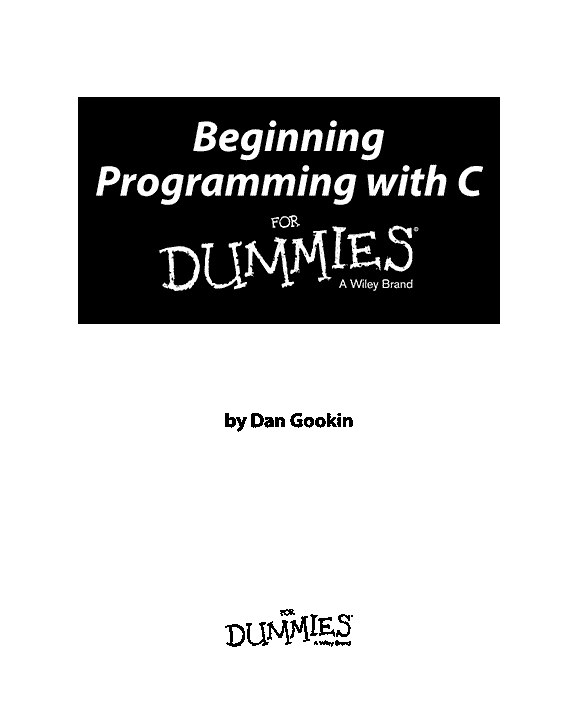 Beginning
Programming with C
FOR
DUMMIES®
A Wiley Brand
by Dan Gookin
FOR
DUMMIES®
A Wiley Brand